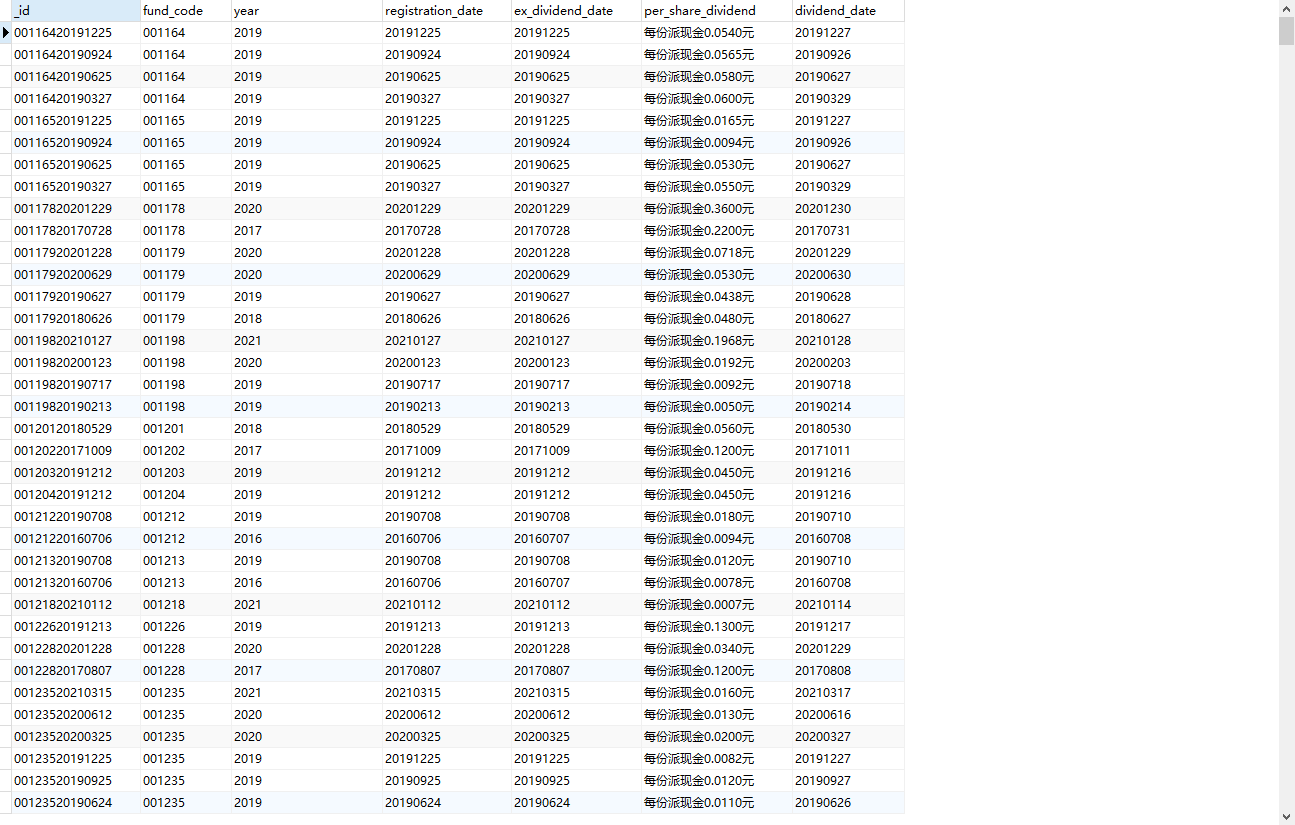 _id fund_code year registration_date ex_dividend_date per_share_dividend dividend_date
00116420191225 001164 2019 20191225 20191225 每份派现金0.0540元 20191227
00116420190924 001164 2019 20190924 20190924 每份派现金0.0565元 20190926
00116420190625 001164 2019 20190625 20190625 每份派现金0.0580元 20190627
00116420190327 001164 2019 20190327 20190327 每份派现金0.0600元 20190329
00116520191225 001165 2019 20191225 20191225 每份派现金0.0165元 20191227
00116520190924 001165 2019 20190924 20190924 每份派现金0.0094元 20190926
00116520190625 001165 2019 20190625 20190625 每份派现金0.0530元 20190627
00116520190327 001165 2019 20190327 20190327 每份派现金0.0550元 20190329
00117820201229 001178 2020 20201229 20201229 每份派现金0.3600元 20201230
00117820170728 001178 2017 20170728 20170728 每份派现金0.2200元 20170731
00117920201228 001179 2020 20201228 20201228 每份派现金0.0718元 20201229
00117920200629 001179 2020 20200629 20200629 每份派现金0.0530元 20200630
00117920190627 001179 2019 20190627 20190627 每份派现金0.0438元 20190628
00117920180626 001179 2018 20180626 20180626 每份派现金0.0480元 20180627
00119820210127 001198 2021 20210127 20210127 每份派现金0.1968元 20210128
00119820200123 001198 2020 20200123 20200123 每份派现金0.0192元 20200203
00119820190717 001198 2019 20190717 20190717 每份派现金0.0092元 20190718
00119820190213 001198 2019 20190213 20190213 每份派现金0.0050元 20190214
00120120180529 001201 2018 20180529 20180529 每份派现金0.0560元 20180530
00120220171009 001202 2017 20171009 20171009 每份派现金0.1200元 20171011
00120320191212 001203 2019 20191212 20191212 每份派现金0.0450元 20191216
00120420191212 001204 2019 20191212 20191212 每份派现金0.0450元 20191216
00121220190708 001212 2019 20190708 20190708 每份派现金0.0180元 20190710
00121220160706 001212 2016 20160706 20160707 每份派现金0.0094元 20160708
00121320190708 001213 2019 20190708 20190708 每份派现金0.0120元 20190710
00121320160706 001213 2016 20160706 20160707 每份派现金0.0078元 20160708
00121820210112 001218 2021 20210112 20210112 每份派现金0.0007元 20210114
00122620191213 001226 2019 20191213 20191213 每份派现金0.1300元 20191217
00122820201228 001228 2020 20201228 20201228 每份派现金0.0340元 20201229
00122820170807 001228 2017 20170807 20170807 每份派现金0.1200元 20170808
00123520210315 001235 2021 20210315 20210315 每份派现金0.0160元 20210317
00123520200612 001235 2020 20200612 20200612 每份派现金0.0130元 20200616
00123520200325 001235 2020 20200325 20200325 每份派现金0.0200元 20200327
00123520191225 001235 2019 20191225 20191225 每份派现金0.0082元 20191227
00123520190925 001235 2019 20190925 20190925 每份派现金0.0120元 20190927
00123520190624 001235 2019 20190624 20190624 每份派现金0.0110元 20190626